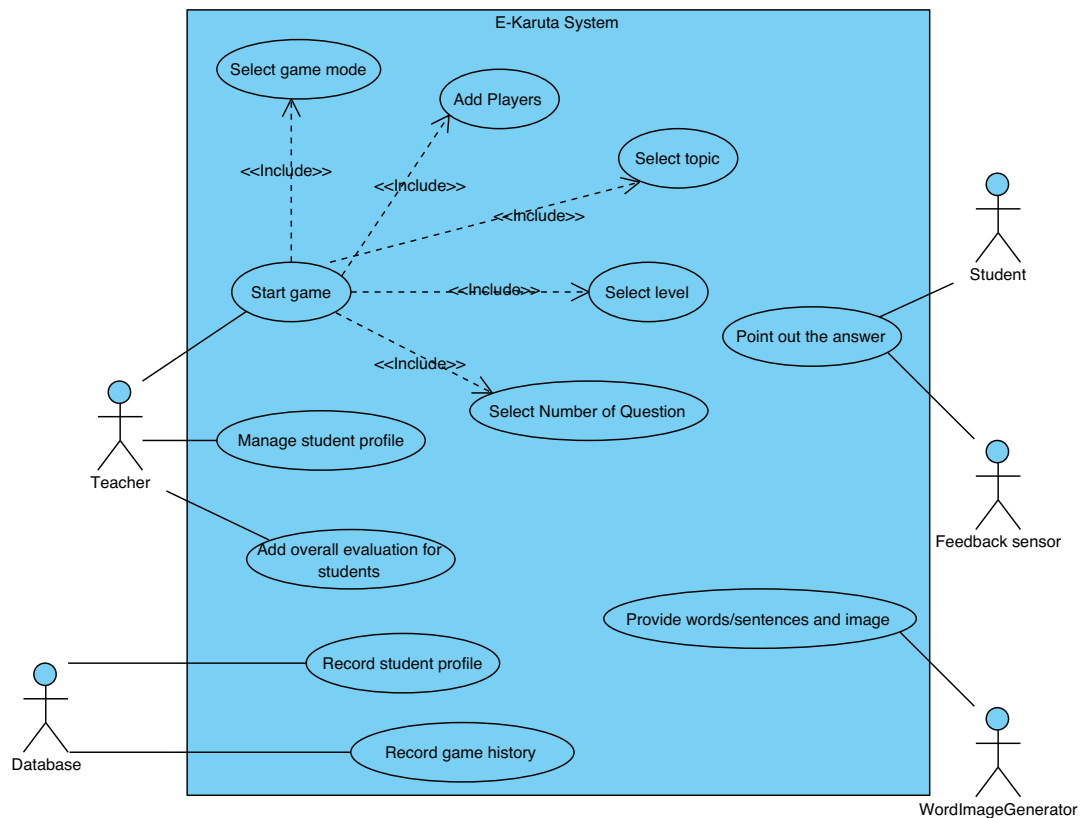 E-Karuta System
Select game mode
Add Players
Select topic
<<Include>>
<<Include>>
<<Include>>
Student
Start game
<<Include>>
Select level
Point out the answer
<<Include>>
Select Number of Question
Manage student profile
Teacher
Feedback sensor
Add overall evaluation for
students
Provide words/sentences and image
Record student profile
Record game history
Database
WordImageGenerator